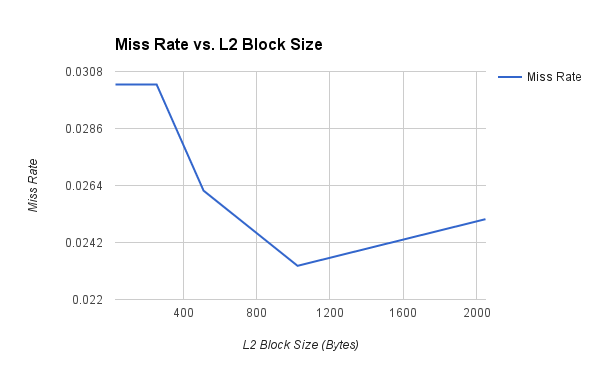 Miss Rate vs. L2 Block Size
0.0308
0.0286
0.0264
0.0242
0.022
Miss Rate
400
800
1200
1600
2000
L2 Block Size (Bytes)
Miss Rate